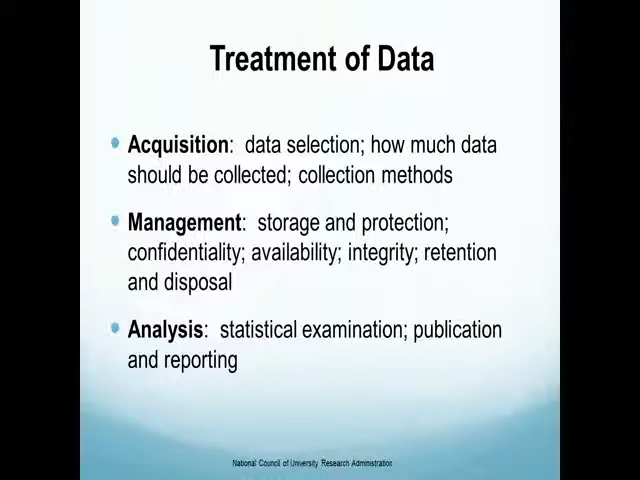 Treatment of Data
• Acquisition: data selection; how much data
should be collected; collection methods
• Management: storage and protection;
confidentiality; availability; integrity; retention
and disposal
• Analysis: statistical examination; publication
and reporting
National Council of University Research Administration